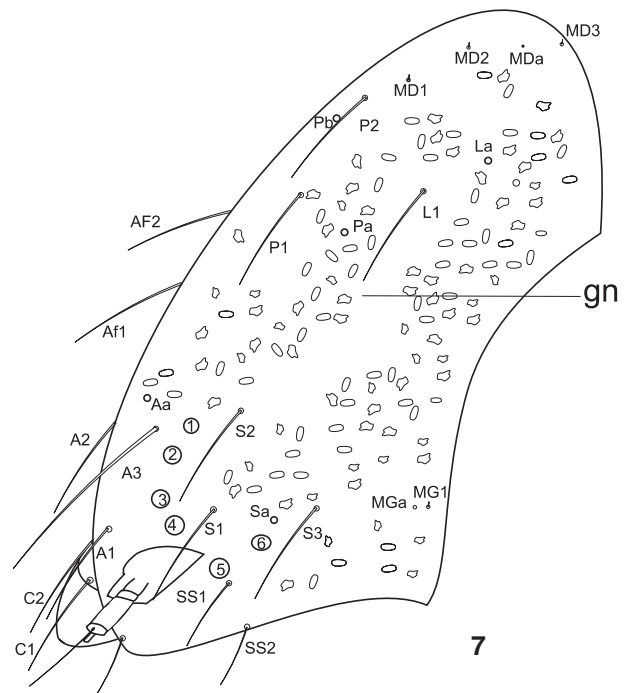 MD3
MD2
MDa
MD1
Pb
P2
La
AF2
L1
Pa
P1
gn
Af1
Aa
1
S2
A2
2
A3
3
MGa
MG1
4
S1
Sa
S3
6
A1
5
C2
SS1
C1
SS2
7